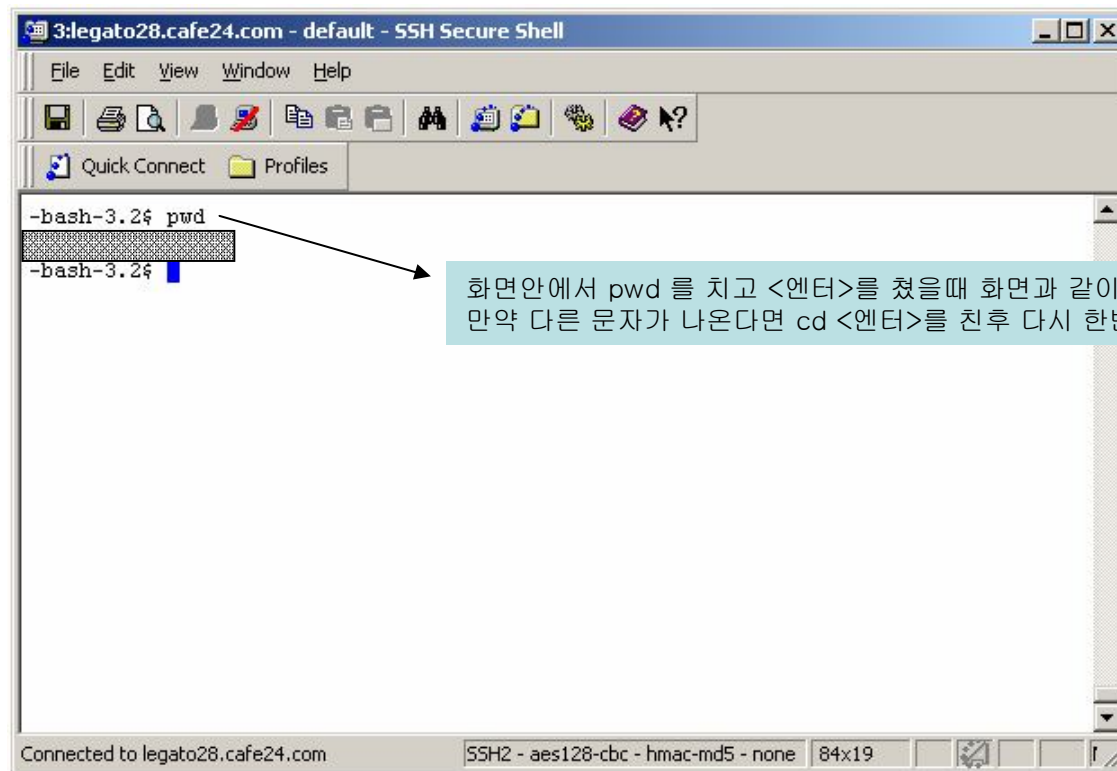 3:legato28.cafe24.com - default - SSH Secure Shell
File Edit View Window Help
Quick Connect Profiles
-bash-3.2$ pwd
-bash-3.2$
화면안에서 pwd 를 치고 <엔터>를 쳤을때 화면과 같이
만약 다른 문자가 나온다면 cd <엔터>를 친후 다시
Connected to legato28.cafe24.com SSH2 - aes128-cbc - hmac-md5 - none 84x19